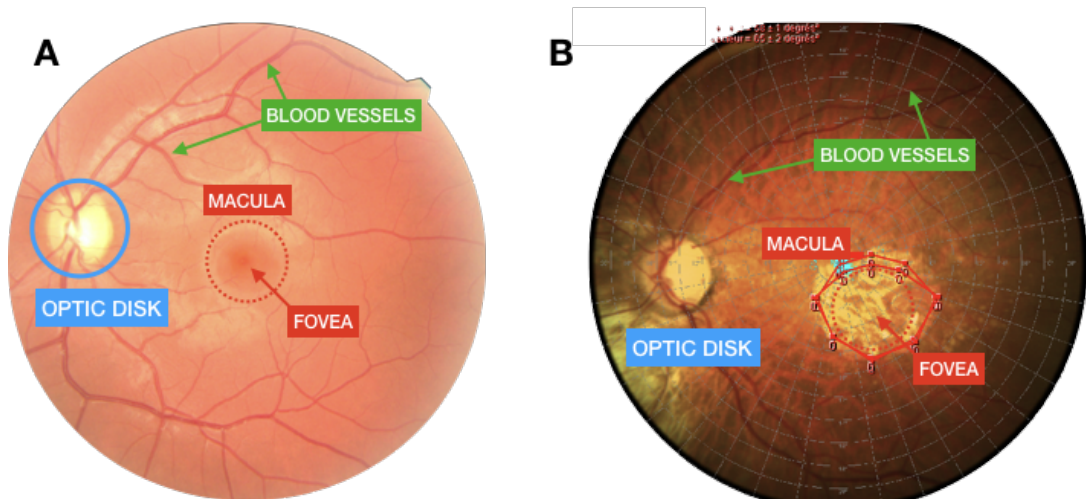 A
BLOOD VESSELS
MACULA
OPTIC DISK
FOVEA
B
BLOOD VESSELS
MACULA
OPTIC DISK
FOVEA